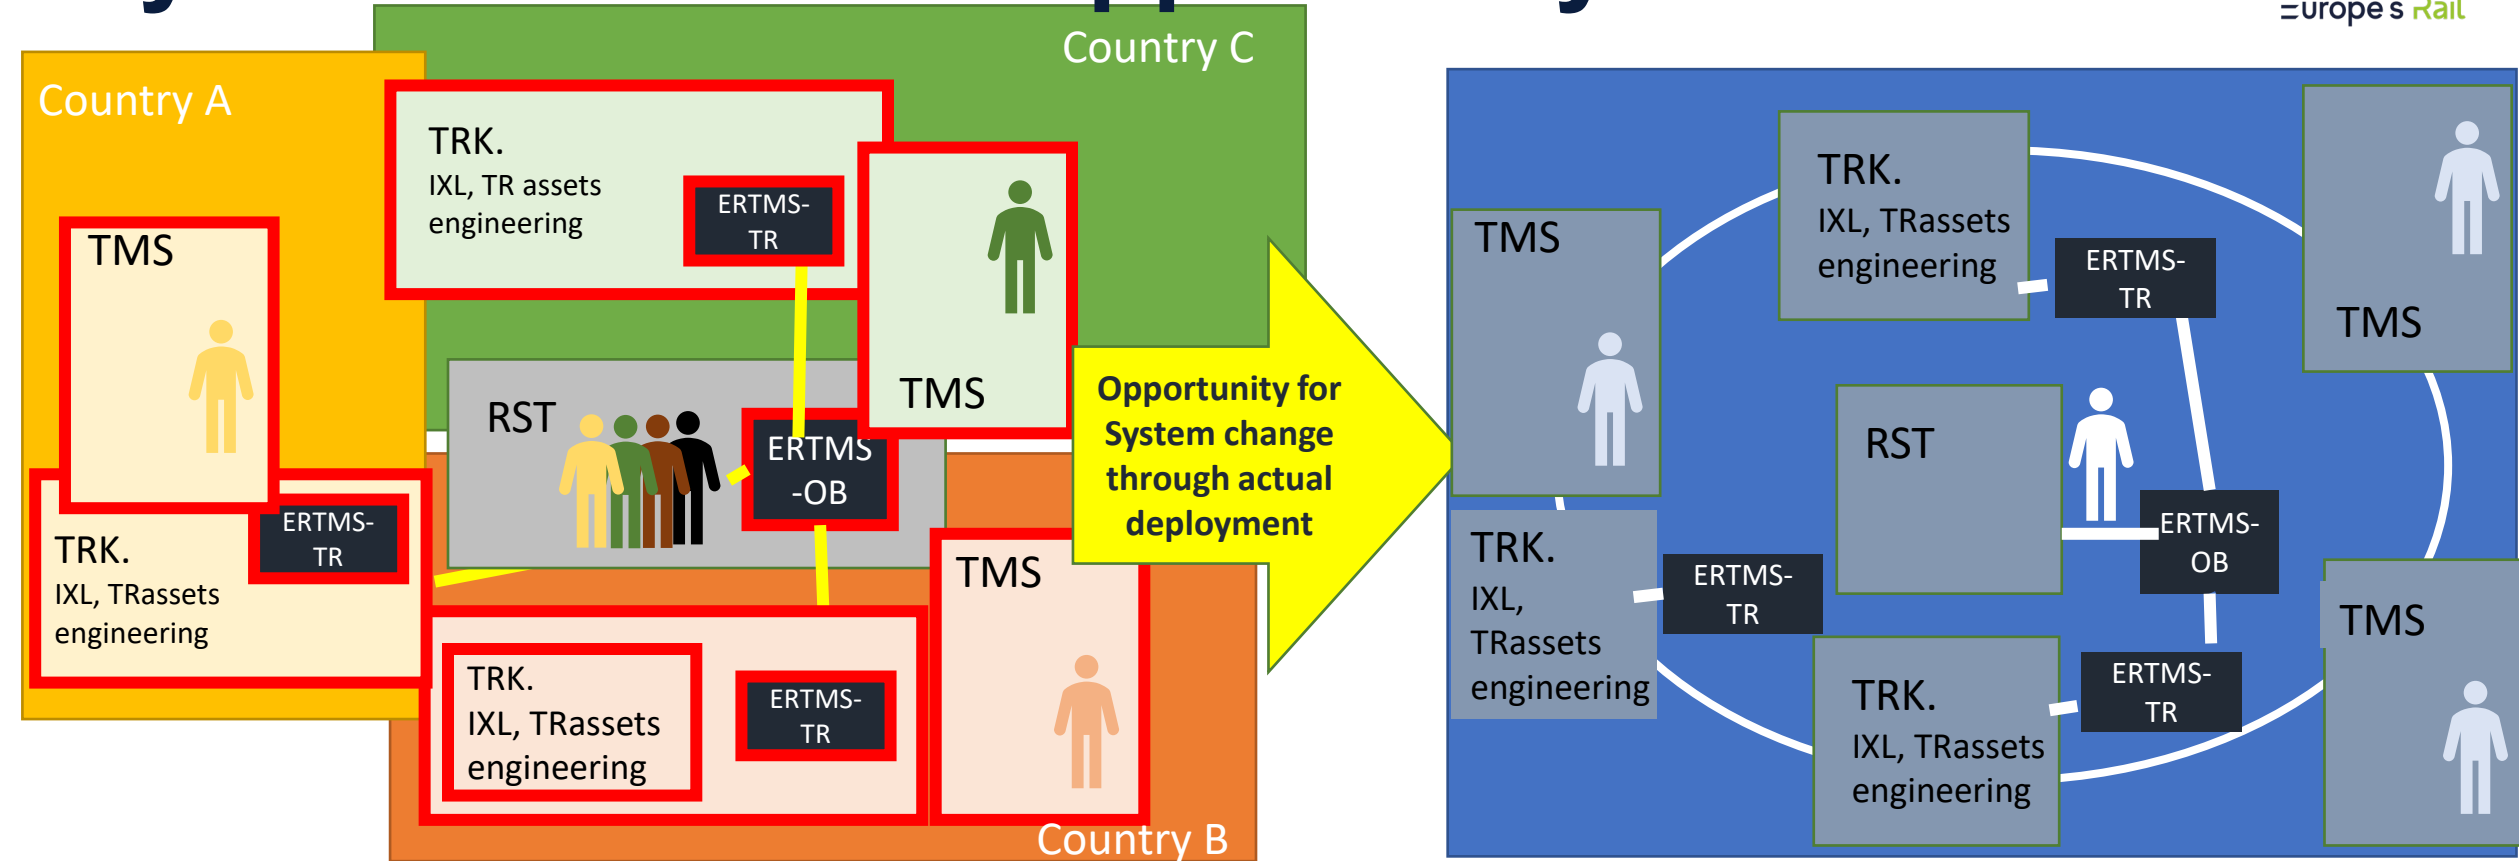 Europe's Rail
Country C
Country A
TRK.
IXL, TR assets
engineering
ERTMS-
TR
TMS
TMS
RST
ERTMS
-OB
TRK.
IXL, TRassets
engineering
ERTMS-
TR
TMS
TRK.
IXL, TRassets
engineering
ERTMS-
TR
Country B
Opportunity for
System change
through actual
deployment
TMS
TRK.
IXL, TRassets
engineering
ERTMS-
TR
TMS
RST
ERTMS-
OB
TRK.
IXL,
TRassets
engineering
ERTMS-
TR
TRK.
IXL, TRassets
engineering
ERTMS-
TR
TMS